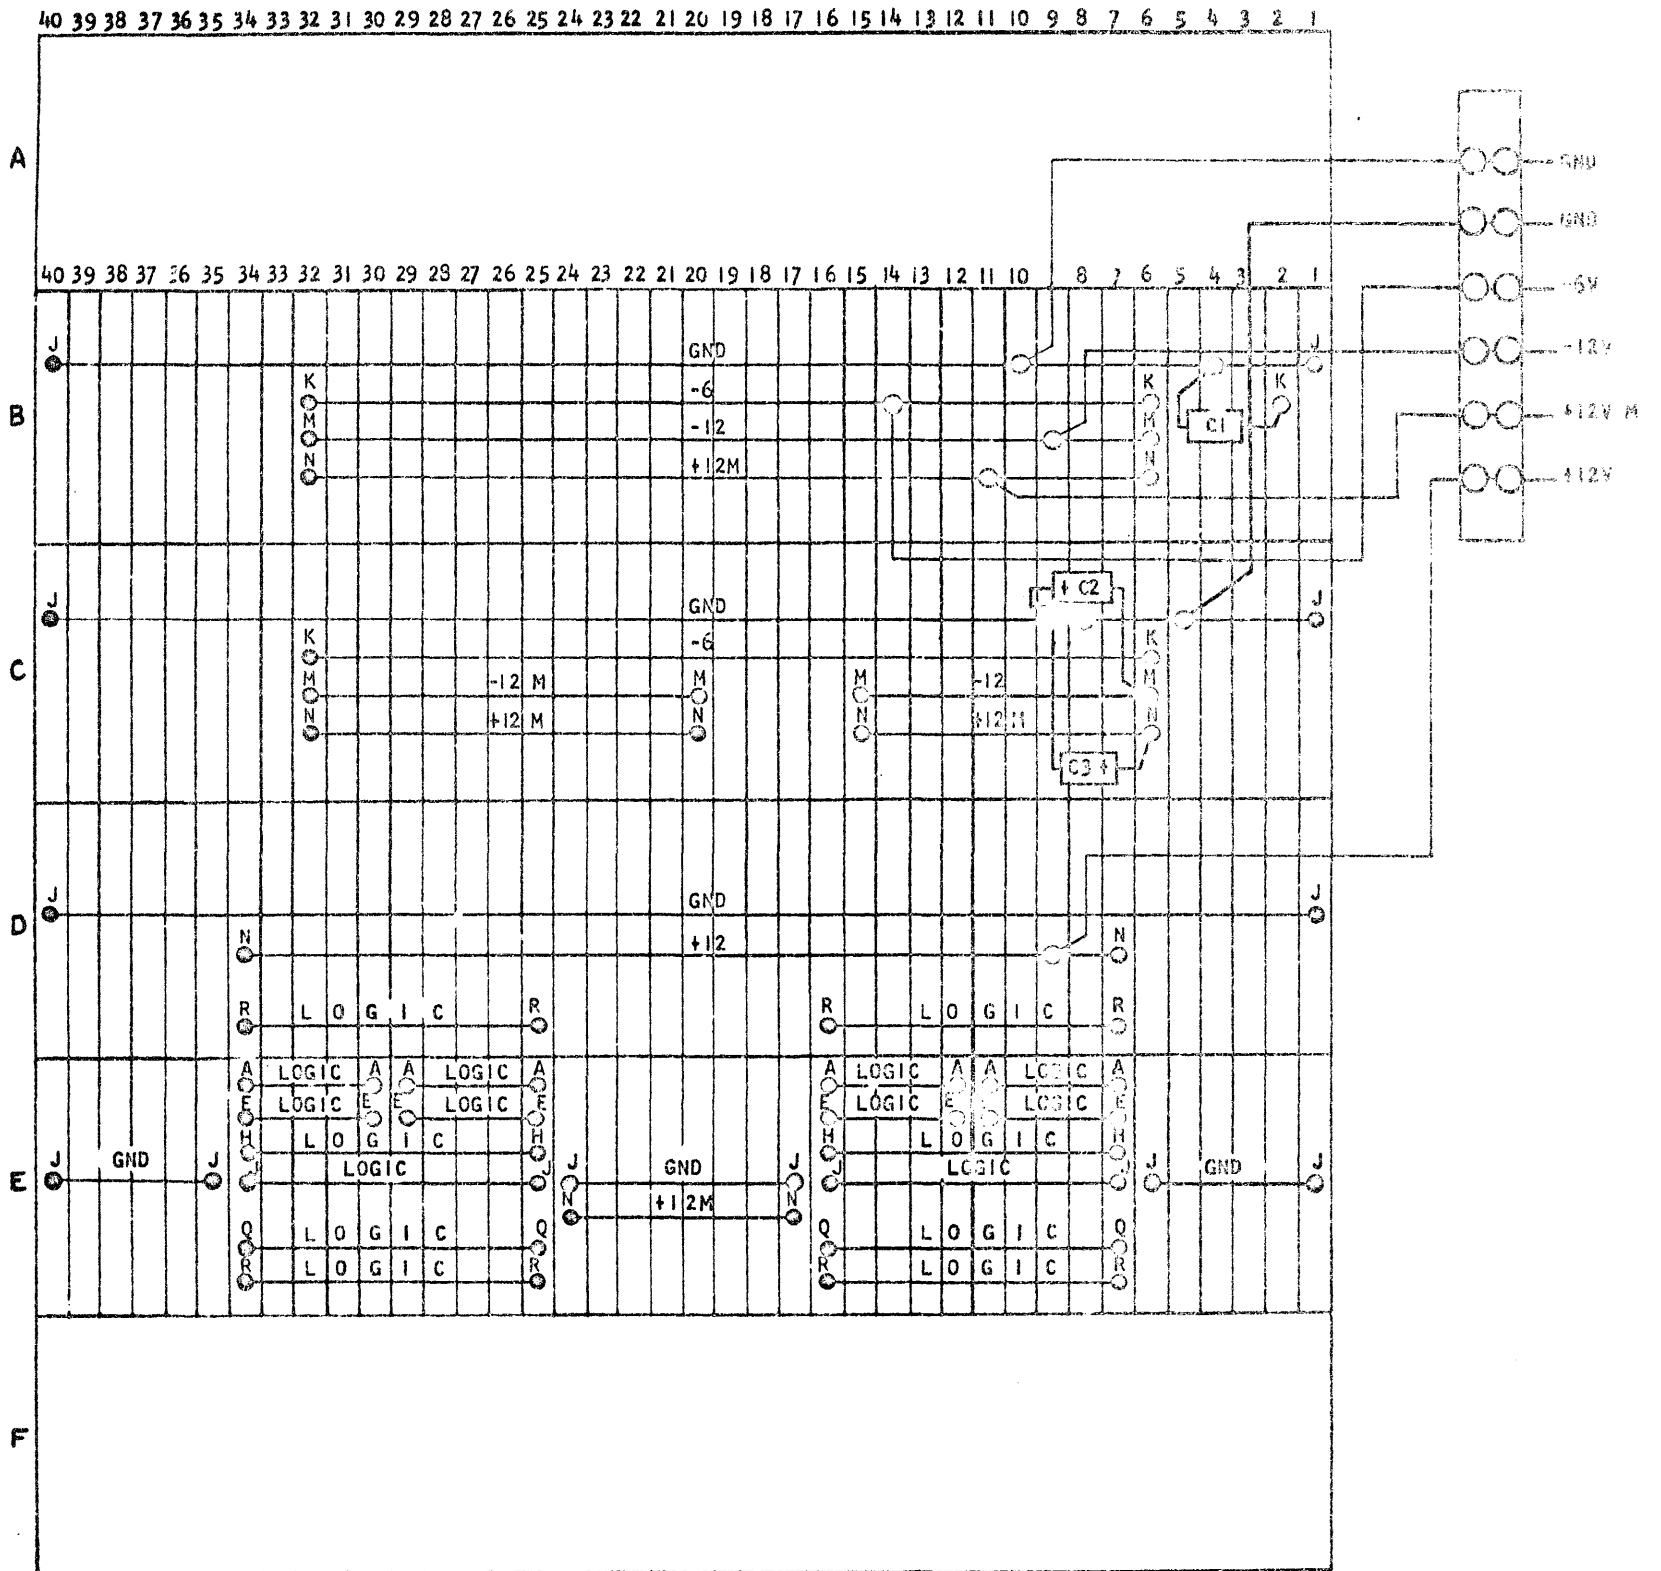 40 39 38 37 36 35 34 33 32 31 30 29 28 26 25 24 23 22 21 20 19 18 17 16 15 14 13 12 11 10 9 8 7 6 5 4 3 2 1
A
GND
GND
40 39 38 37 36 35 34 33 32 31 30 29 28 27 26 25 24 23 22 21 20 19 18 17 16 15 14 13 12 11 10 8 7 6 5 4 3 2 1
-6V
J GND J
-12V
K -6 K K
B M -12 M C1 +12V M
N +12M N
+12V
+ C2
J GND J
K -6 K
C M -12 M M M -12 M
N +12 M N N +12 M N
C3 +
J GND J
D N +12 N
R L O G I C R R L O G I C R
A LOGIC A A LOGIC A A LOGIC A A LOGIC A
E LOGIC E E LOGIC E E LOGIC E LOGIC E
H L O G I C H H L O G I C H
E J GND J J LOGIC J GND J J LOGIC J J GND J
N +12M N
Q L O G I C Q Q L O G I C Q
R L O G I C R R L O G I C R
F